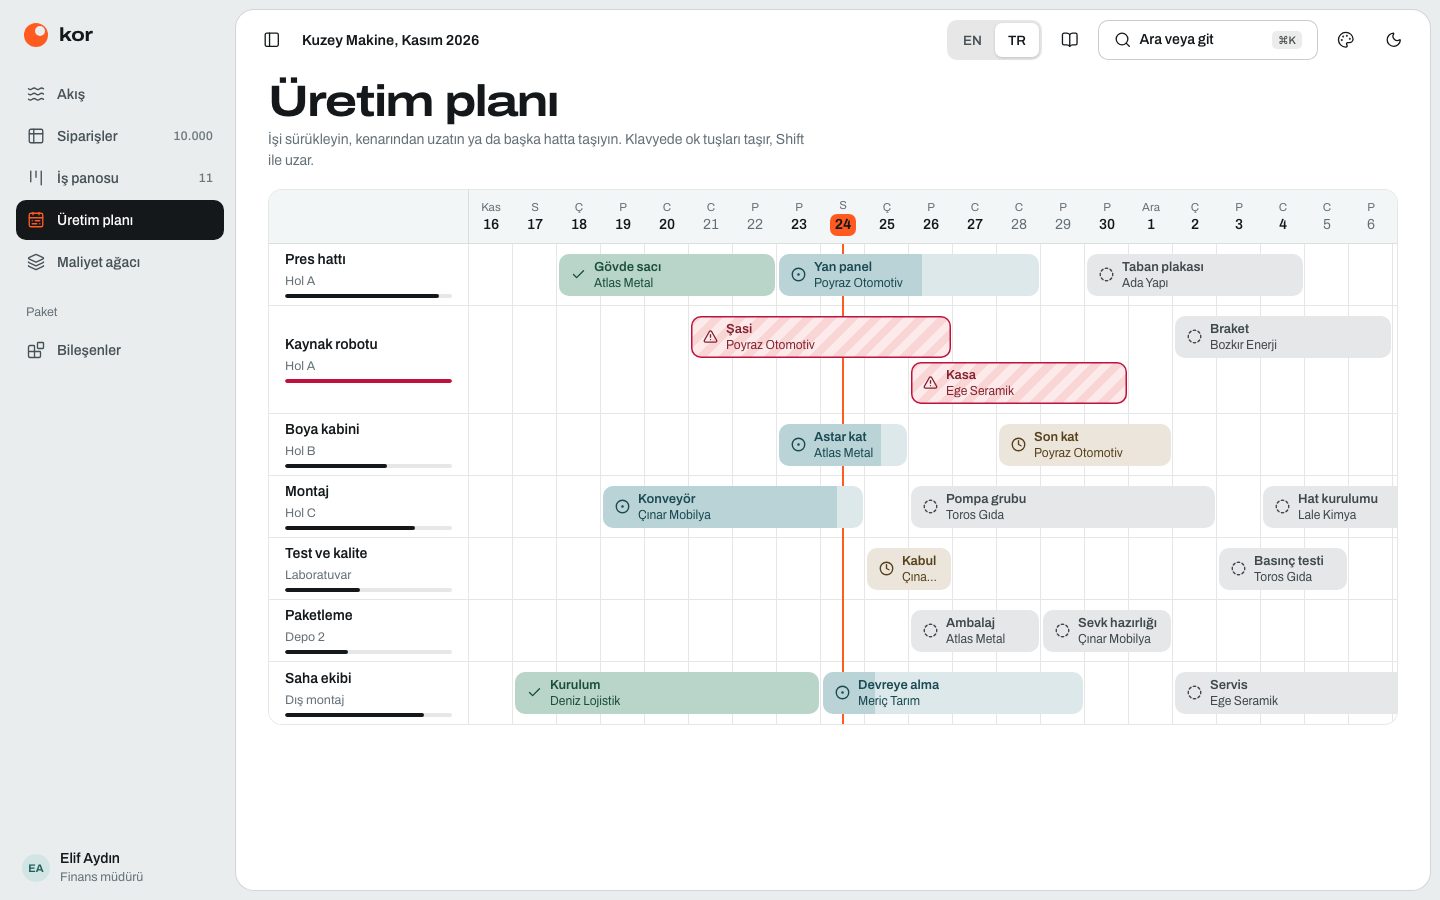 kor
Kuzey Makine, Kasım 2026
EN
TR
Ara veya git
⌘K
Akış
Siparişler 10.000
İş panosu 11
Üretim planı
Maliyet ağacı
Paket
Bileşenler
Elif Aydın
EA
Finans müdürü
Üretim planı
İşi sürükleyin, kenarından uzatın ya da başka hatta taşıyın. Klavyede ok tuşları taşır, Shift
ile uzar.
Kas S Ç P C C P P S Ç P C C P P Ara Ç P C C P
16 17 18 19 20 21 22 23 24 25 26 27 28 29 30 1 2 3 4 5 6
Pres hattı
Hol A
Gövde sacı
Atlas Metal
Yan panel
Poyraz Otomotiv
Taban plakası
Ada Yapı
Kaynak robotu
Hol A
Şasi
Poyraz Otomotiv
Braket
Bozkır Enerji
Kasa
Ege Seramik
Boya kabini
Hol B
Astar kat
Atlas Metal
Son kat
Poyraz Otomotiv
Montaj
Hol C
Konveyör
Çınar Mobilya
Pompa grubu
Toros Gıda
Hat kurulumu
Lale Kimya
Test ve kalite
Laboratuvar
Kabul
Çına...
Basınç testi
Toros Gıda
Paketleme
Depo 2
Ambalaj
Atlas Metal
Sevk hazırlığı
Çınar Mobilya
Saha ekibi
Dış montaj
Kurulum
Deniz Lojistik
Devreye alma
Meriç Tarım
Servis
Ege Seramik